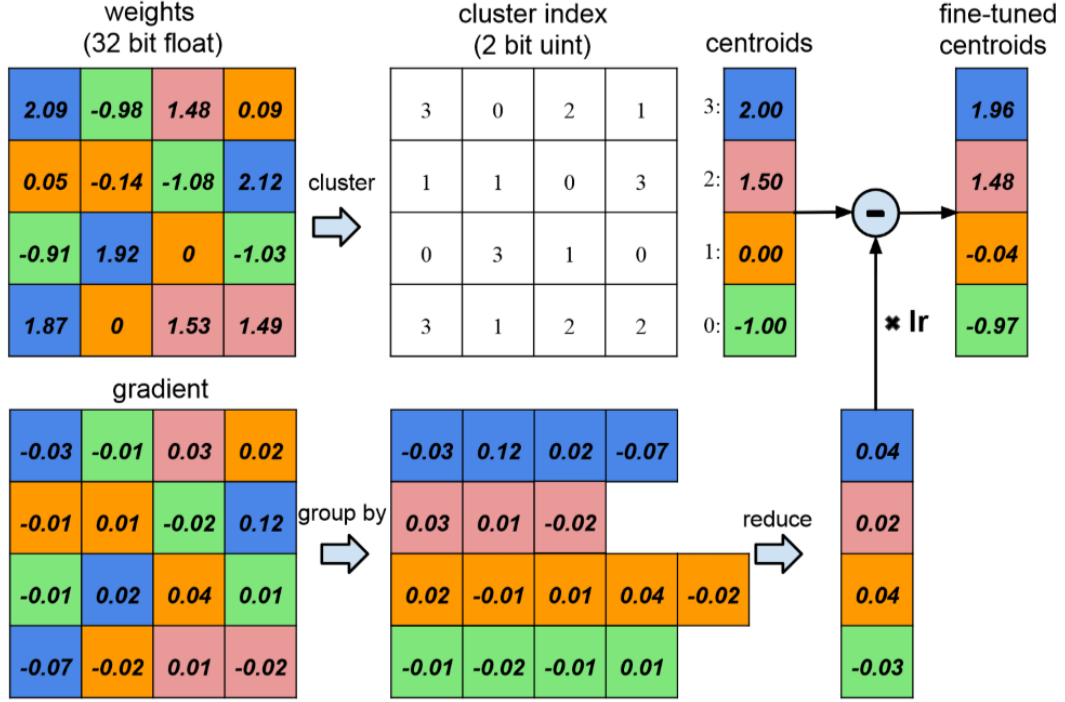 weights
(32 bit float)
cluster index
(2 bit uint)
centroids
fine-tuned
centroids
2.09 -0.98 1.48 0.09
3 0 2 1
3: 2.00
1.96
0.05 -0.14 -1.08 2.12
cluster
1 1 0 3
2: 1.50
1.48
-0.91 1.92 0 -1.03
0 3 1 0
1: 0.00
-
-0.04
1.87 0 1.53 1.49
3 1 2 2
0: -1.00
× lr
-0.97
gradient
-0.03 -0.01 0.03 0.02
-0.03 0.12 0.02 -0.07
0.04
-0.01 0.01 -0.02 0.12
group by
0.03 0.01 -0.02
reduce
0.02
-0.01 0.02 0.04 0.01
0.02 -0.01 0.01 0.04 -0.02
0.04
-0.07 -0.02 0.01 -0.02
-0.01 -0.02 -0.01 0.01
-0.03